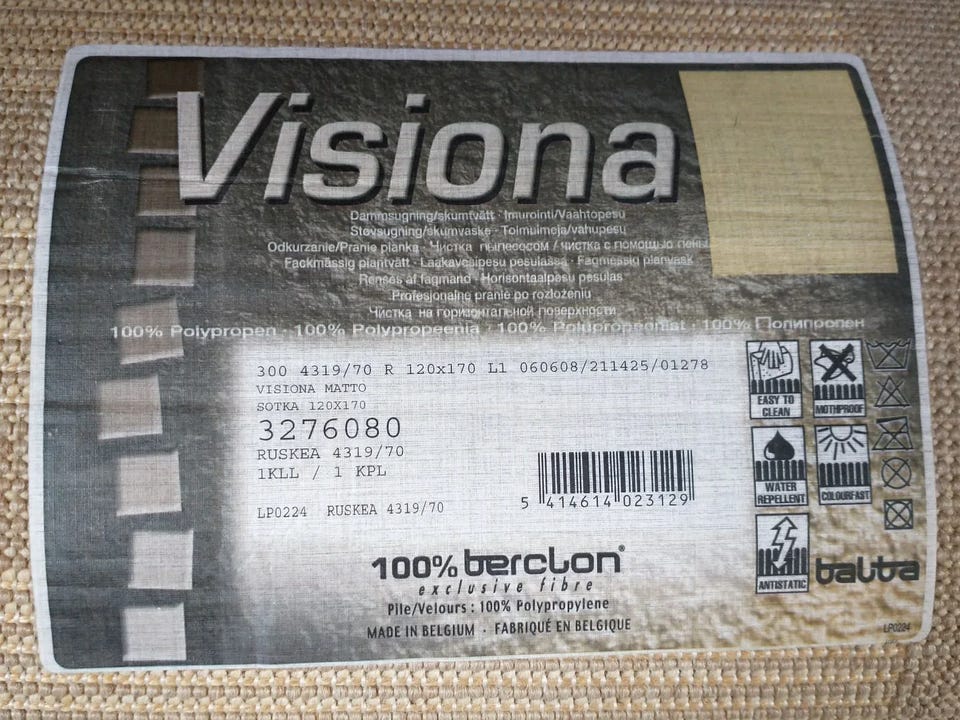 Visiona
Dammsugning/skumtvätt · Imurointi/Vaahtopesu
Støvsugning/skumvaske · Toimuimeja/vahupesu
Odkurzanie/Pranie pianką · Чистка пылесосом / чистка с помощью пены
Fackmässig plantvätt · Laakavesipesu pesulassa · Fagmessig planvask
Renses af fagmand · Horisontaalpesu pesulas
Profesjonalne pranie po rozłożeniu
Чистка на горизонтальной поверхности
100% Polypropen · 100% Polypropeenia · 100% Polüpropeenist · 100% Полипропен
300 4319/70 R 120x170 L1 060608/211425/01278
VISIONA MATTO
SOTKA 120X170
3276080
RUSKEA 4319/70
1KLL / 1 KPL
LP0224 RUSKEA 4319/70
5 414614 023129
EASY TO CLEAN
MOTHPROOF
WATER REPELLENT
COLOURFAST
ANTISTATIC
100% berclon®
exclusive fibre
Pile/Velours : 100% Polypropylene
MADE IN BELGIUM · FABRIQUÉ EN BELGIQUE
balta
LP0224